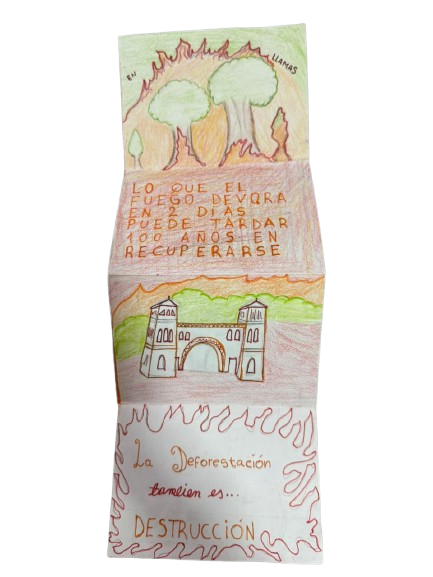 EN LLAMAS
LO QUE EL
FUEGO DEVORA
EN 2 DIAS
PUEDE TARDAR
100 AÑOS EN
RECUPERARSE
La Deforestación
tambien es...
DESTRUCCIÓN